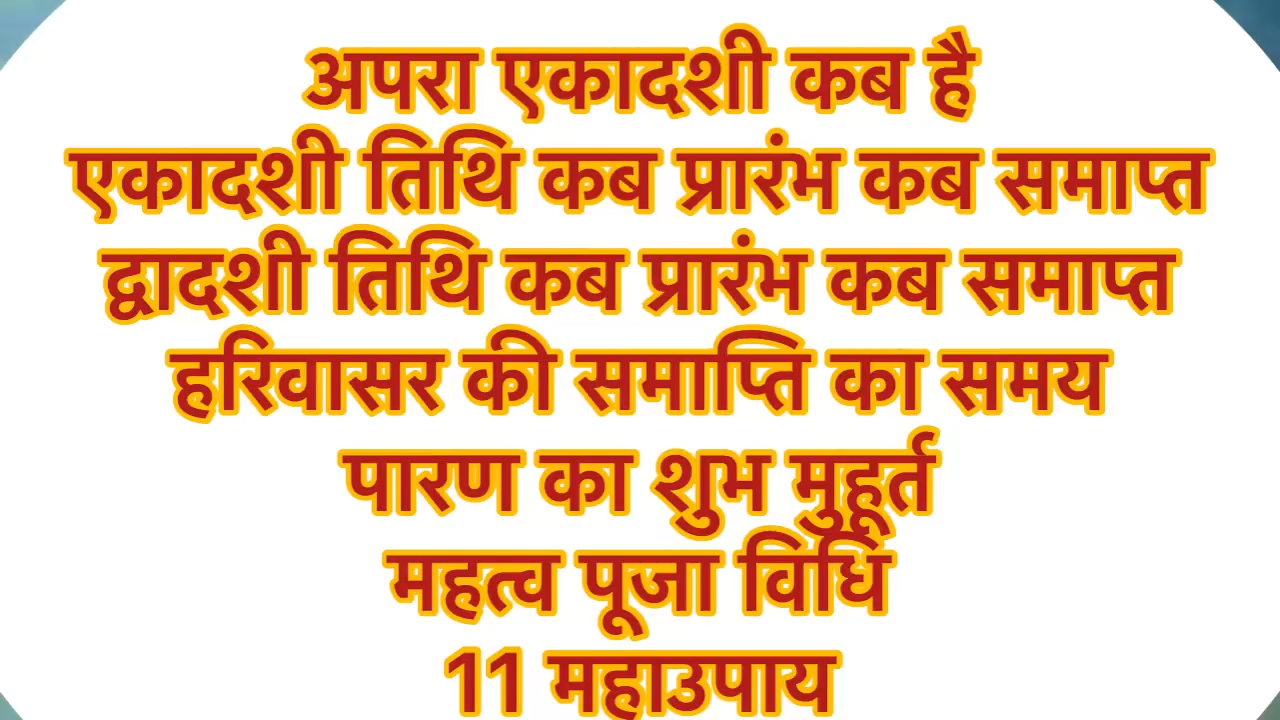 अपरा एकादशी कब है
एकादशी तिथि कब प्रारंभ कब समाप्त
द्वादशी तिथि कब प्रारंभ कब समाप्त
हरिवासर की समाप्ति का समय
पारण का शुभ मुहूर्त
महत्व पूजा विधि
11 महाउपाय